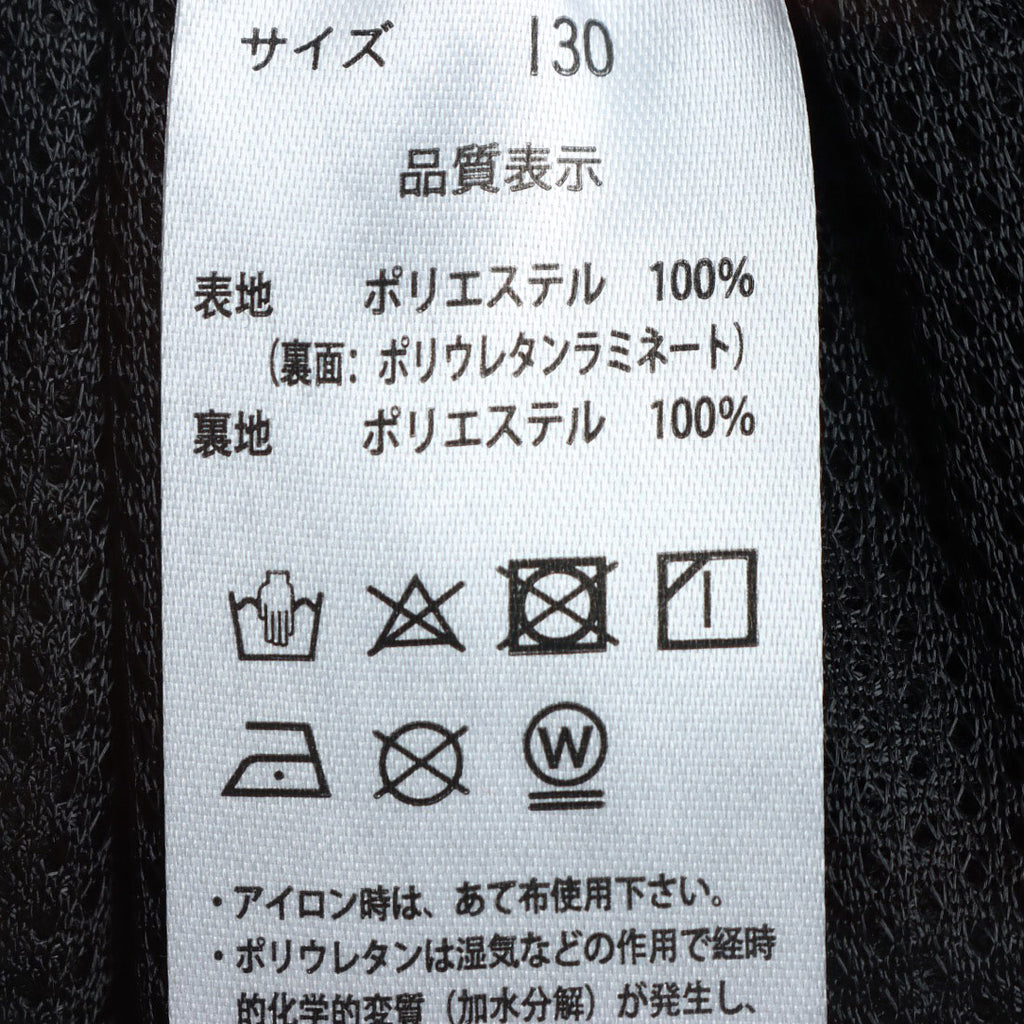 サイズ 130
品質表示
表地 ポリエステル 100%
(裏面: ポリウレタンラミネート)
裏地 ポリエステル 100%
W
・アイロン時は、あて布使用下さい。
・ポリウレタンは湿気などの作用で経時
的化学的変質（加水分解）が発生し、